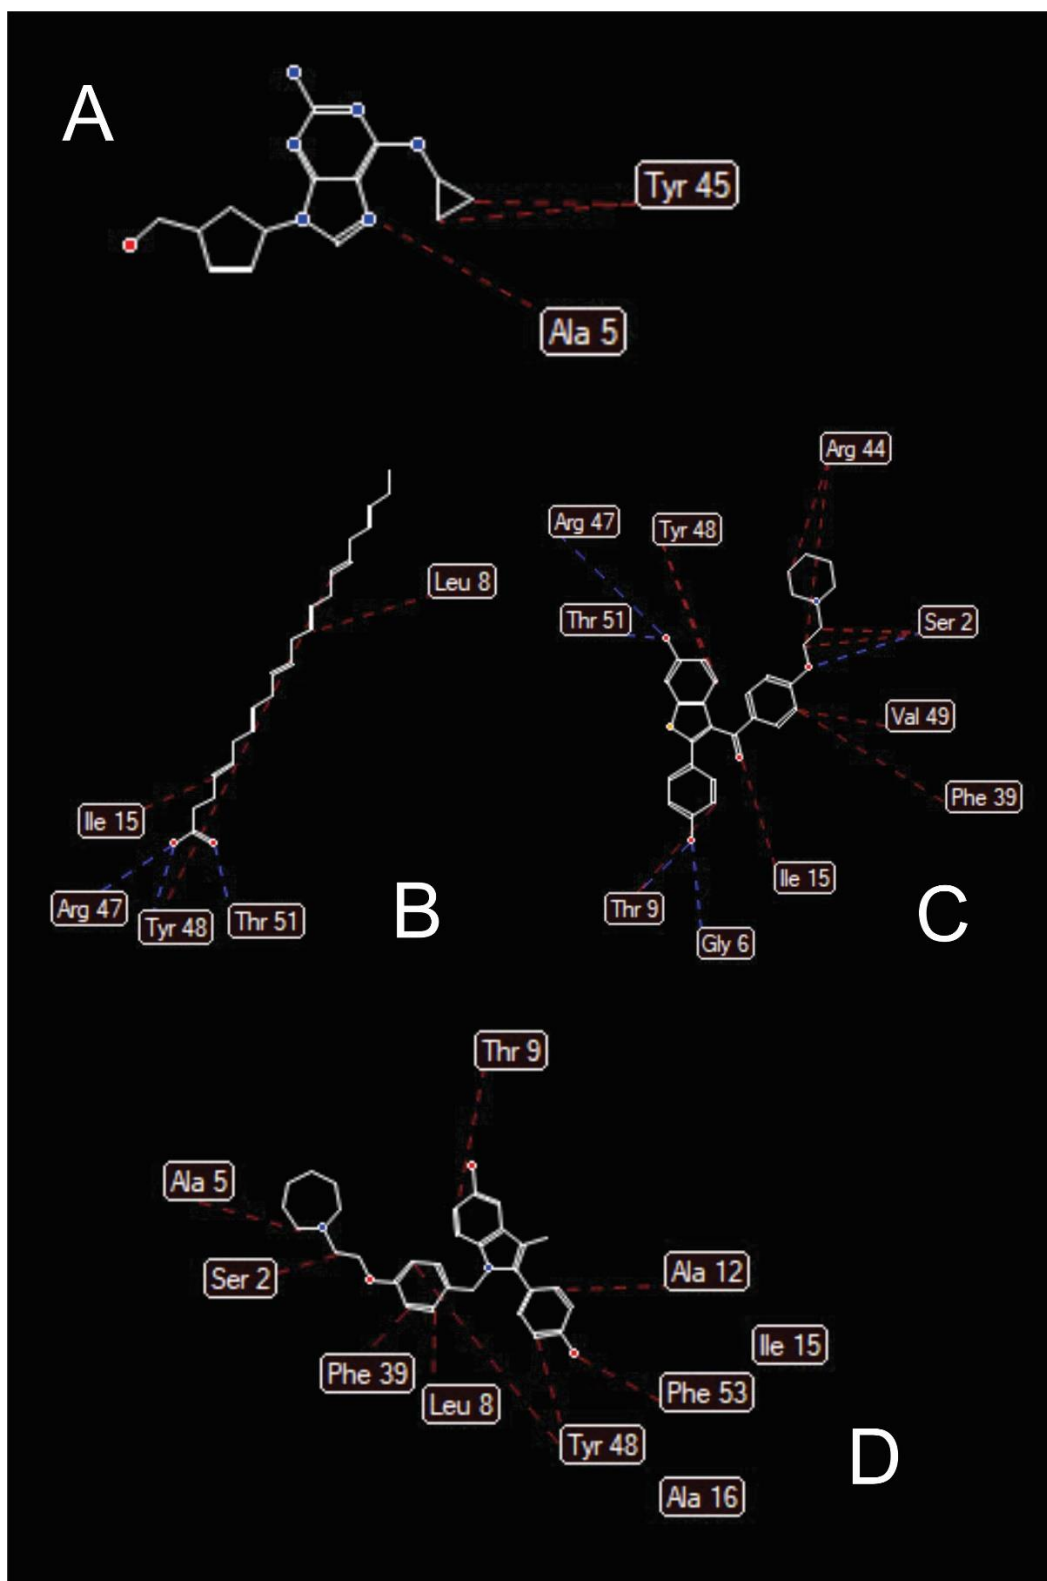 A
Tyr 45
Ala 5
Arg 44
Arg 47
Tyr 48
Leu 8
Thr 51
Ser 2
Val 49
Phe 39
Ile 15
Ile 15
Arg 47
Tyr 48
Thr 51
B
Thr 9
Gly 6
C
Thr 9
Ala 5
Ser 2
Ala 12
Ile 15
Phe 39
Leu 8
Phe 53
Tyr 48
Ala 16
D